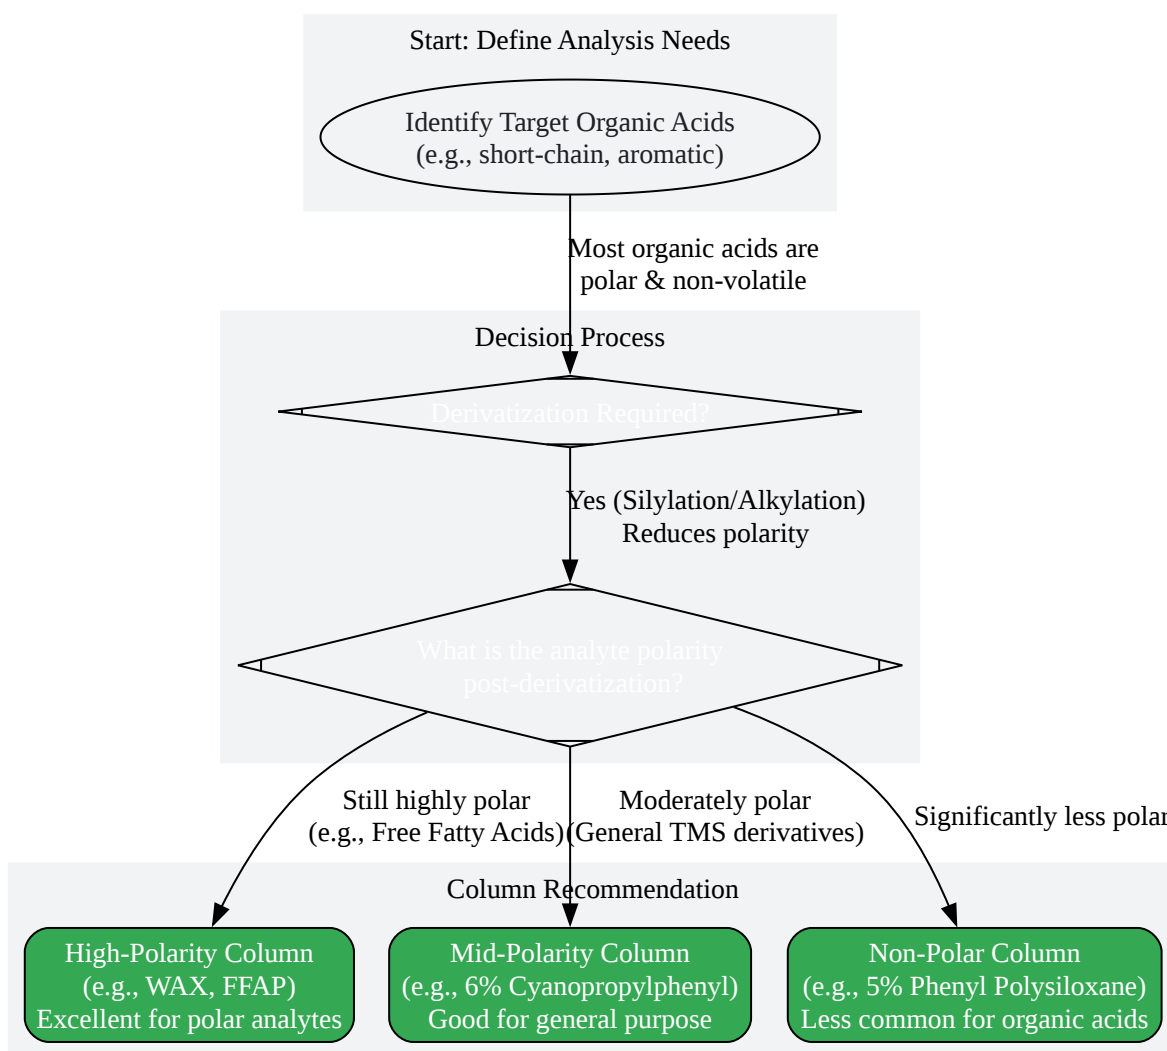 Start: Define Analysis Needs
Identify Target Organic Acids
(e.g., short-chain, aromatic)
Most organic acids are
polar & non-volatile
Decision Process
Derivatization Required?
Yes (Silylation/Alkylation)
Reduces polarity
What is the analyte polarity
post-derivatization?
Still highly polar
(e.g., Free Fatty Acids)
Moderately polar
(General TMS derivatives)
Significantly less polar
Column Recommendation
High-Polarity Column
(e.g., WAX, FFAP)
Excellent for polar analytes
Mid-Polarity Column
(e.g., 6% Cyanopropylphenyl)
Good for general purpose
Non-Polar Column
(e.g., 5% Phenyl Polysiloxane)
Less common for organic acids